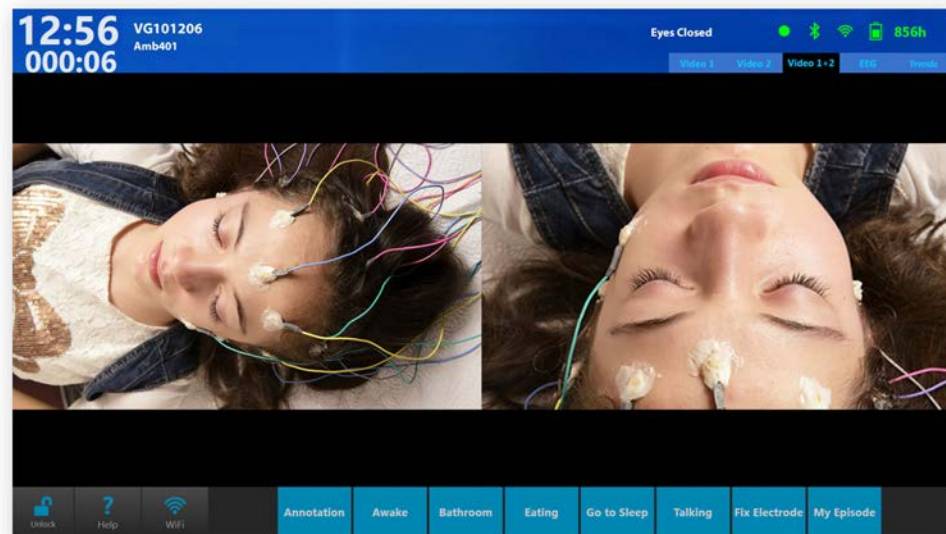 12:56
000:06
VG101206
Amb401
Eyes Closed
856h
Video 1
Video 2
Video 1+2
EEG
Trends
Unlock
Help
WiFi
Annotation
Awake
Bathroom
Eating
Go to Sleep
Talking
Fix Electrode
My Episode